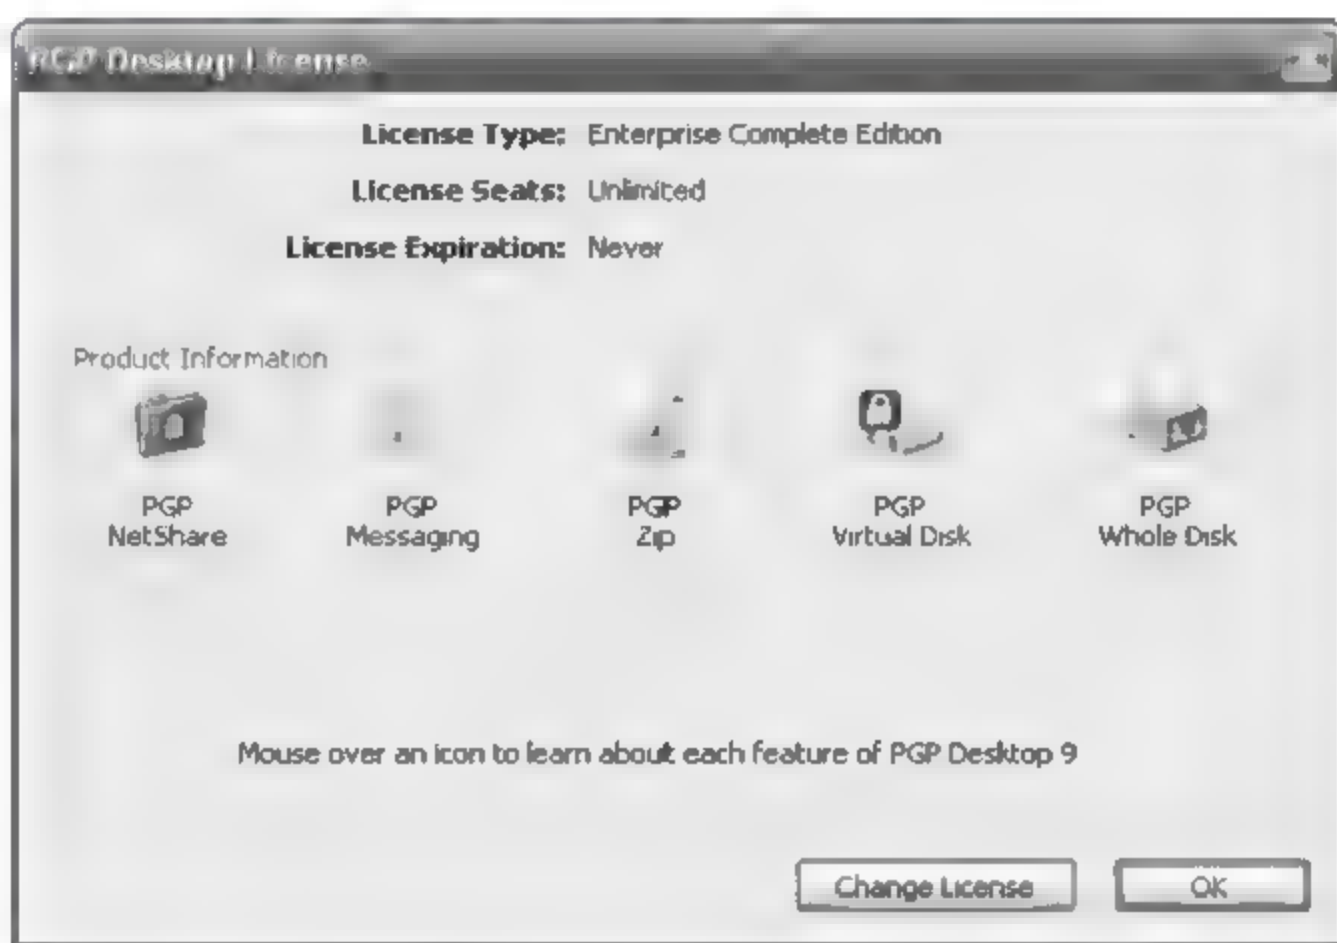 PGP Desktop License
License Type: Enterprise Complete Edition
License Seats: Unlimited
License Expiration: Never
Product Information
PGP NetShare
PGP Messaging
PGP Zip
PGP Virtual Disk
PGP Whole Disk
Mouse over an icon to learn about each feature of PGP Desktop 9
Change License
OK